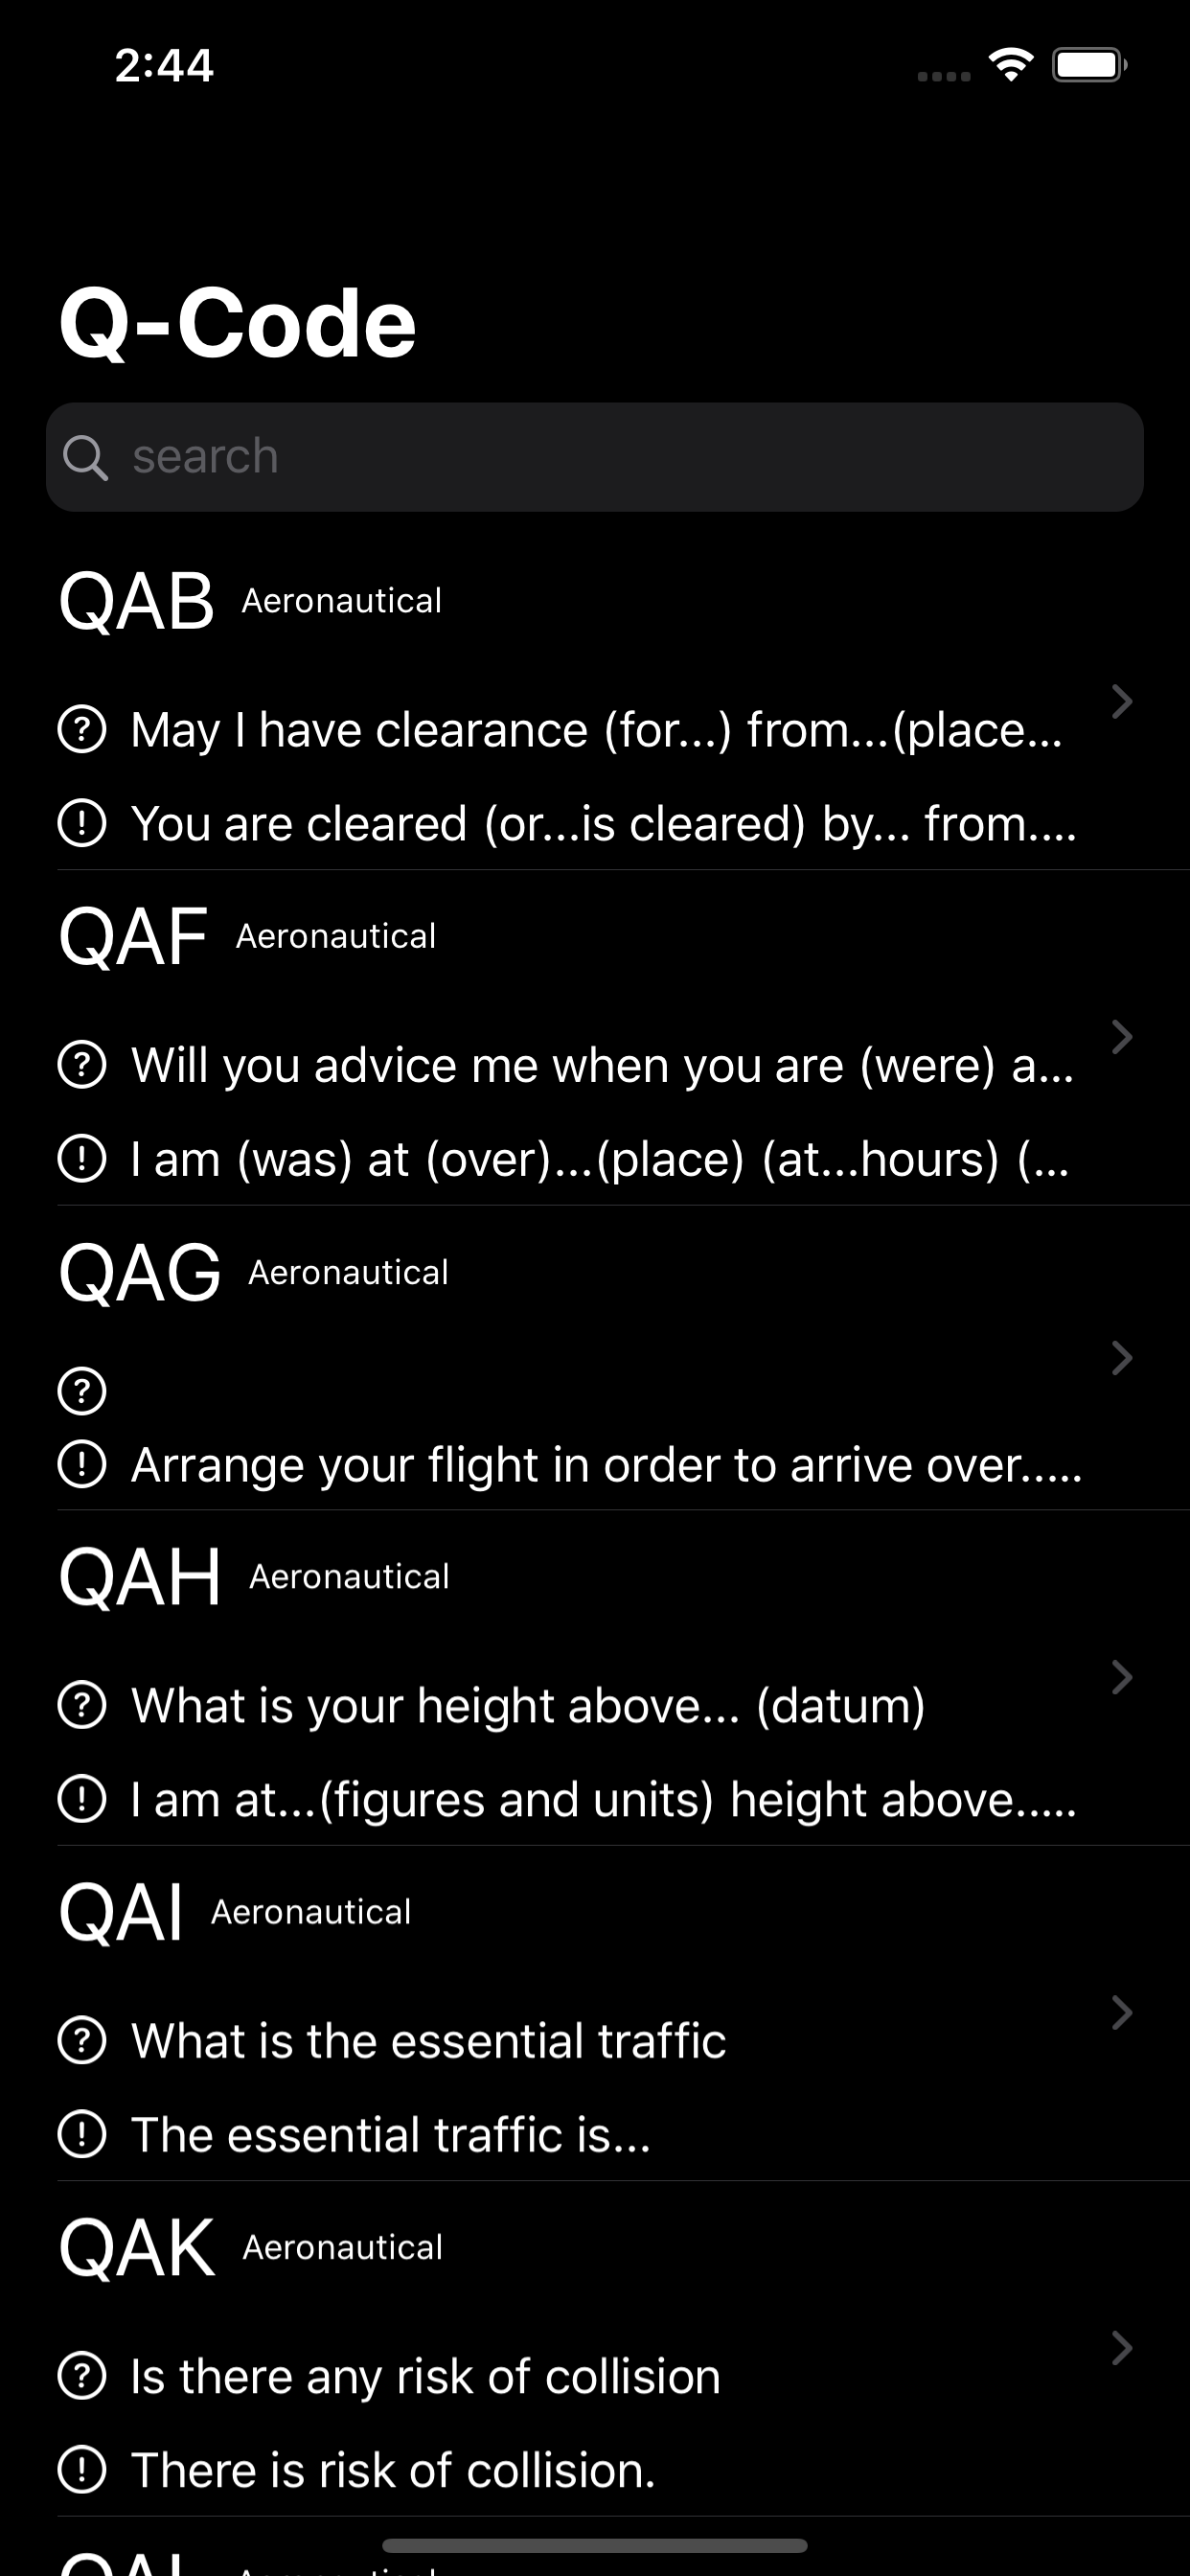 2:44
Q-Code
search
QAB Aeronautical
? May I have clearance (for...) from...(place...
! You are cleared (or...is cleared) by... from....
QAF Aeronautical
? Will you advice me when you are (were) a...
! I am (was) at (over)...(place) (at...hours) (...
QAG Aeronautical
?
! Arrange your flight in order to arrive over.....
QAH Aeronautical
? What is your height above... (datum)
! I am at...(figures and units) height above.....
QAI Aeronautical
? What is the essential traffic
! The essential traffic is...
QAK Aeronautical
? Is there any risk of collision
! There is risk of collision.